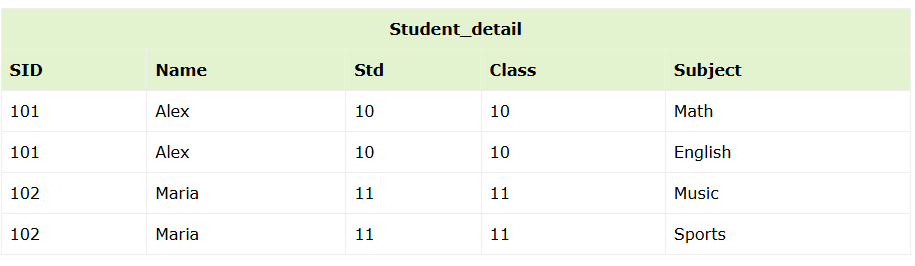 Student_detail
SID Name Std Class Subject
101 Alex 10 10 Math
101 Alex 10 10 English
102 Maria 11 11 Music
102 Maria 11 11 Sports